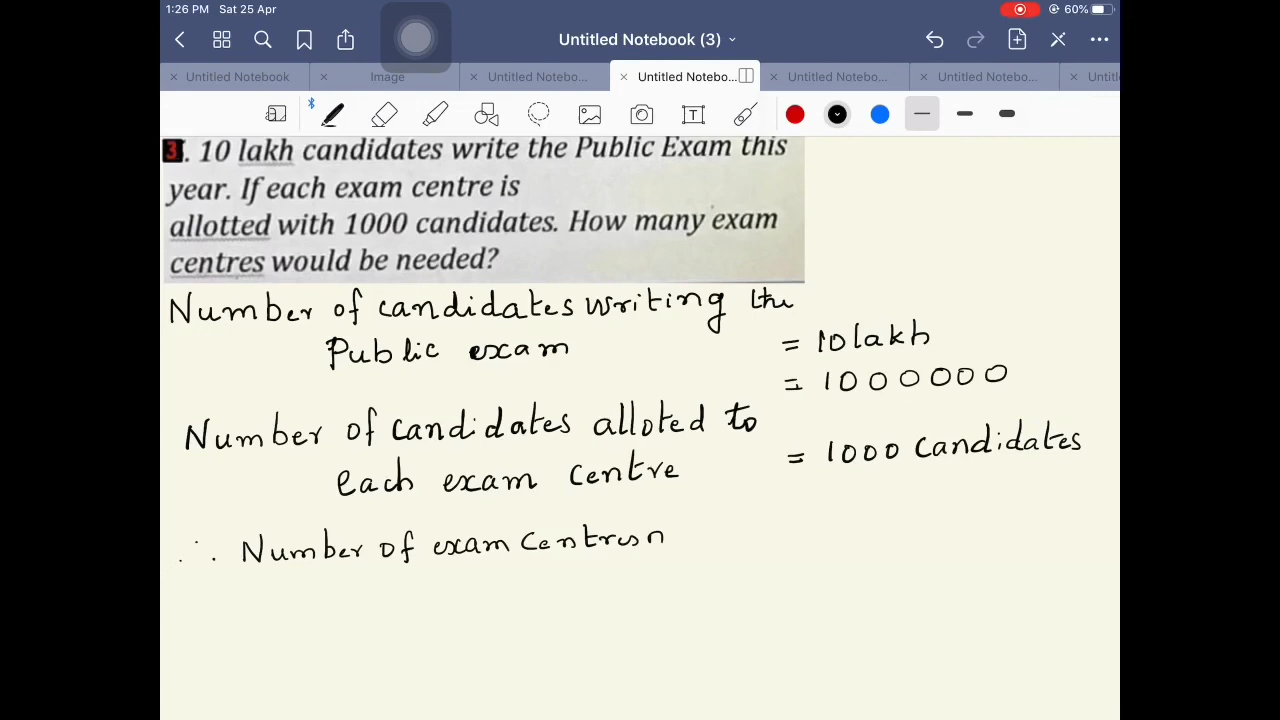 1:26 PM Sat 25 Apr
60%
Untitled Notebook (3)
Untitled Notebook
Image
Untitled Notebo...
Untitled Notebo...
Untitled Notebo...
Untitled Notebo...
Untitl
3. 10 lakh candidates write the Public Exam this
year. If each exam centre is
allotted with 1000 candidates. How many exam
centres would be needed?
Number of candidates writing the
Public exam = 10 lakh
= 1000000
Number of candidates alloted to
each exam centre = 1000 candidates
∴ Number of exam centres n